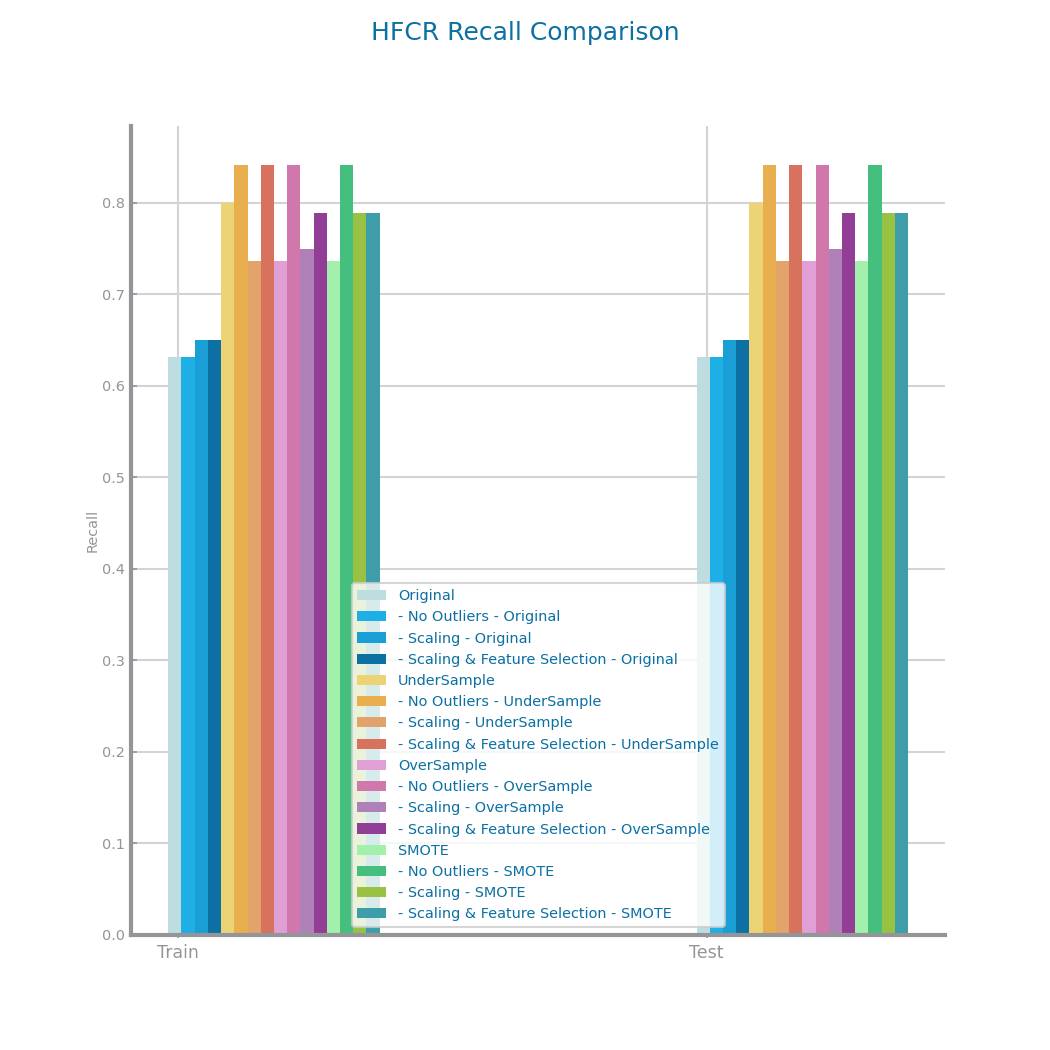 HFCR Recall Comparison
0.8
0.7
0.6
0.5
0.4
0.3
0.2
0.1
0.0
Recall
Original
- No Outliers - Original
- Scaling - Original
- Scaling & Feature Selection - Original
UnderSample
- No Outliers - UnderSample
- Scaling - UnderSample
- Scaling & Feature Selection - UnderSample
OverSample
- No Outliers - OverSample
- Scaling - OverSample
- Scaling & Feature Selection - OverSample
SMOTE
- No Outliers - SMOTE
- Scaling - SMOTE
- Scaling & Feature Selection - SMOTE
Train
Test